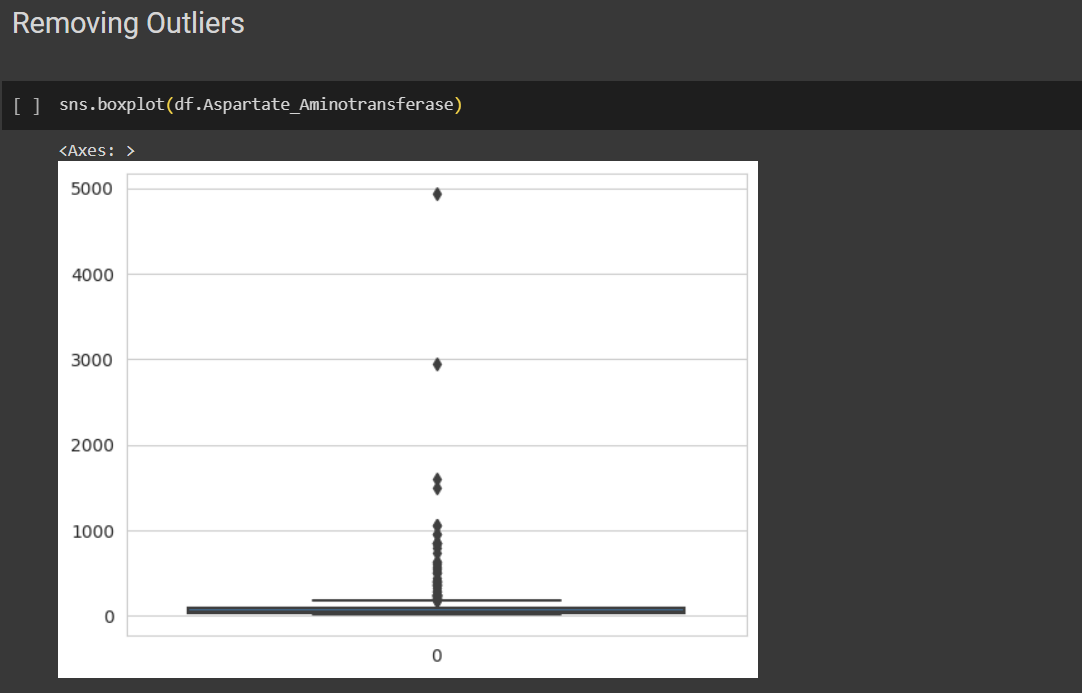 Removing Outliers
[ ] sns.boxplot(df.Aspartate_Aminotransferase)
<Axes: >
5000
4000
3000
2000
1000
0
0